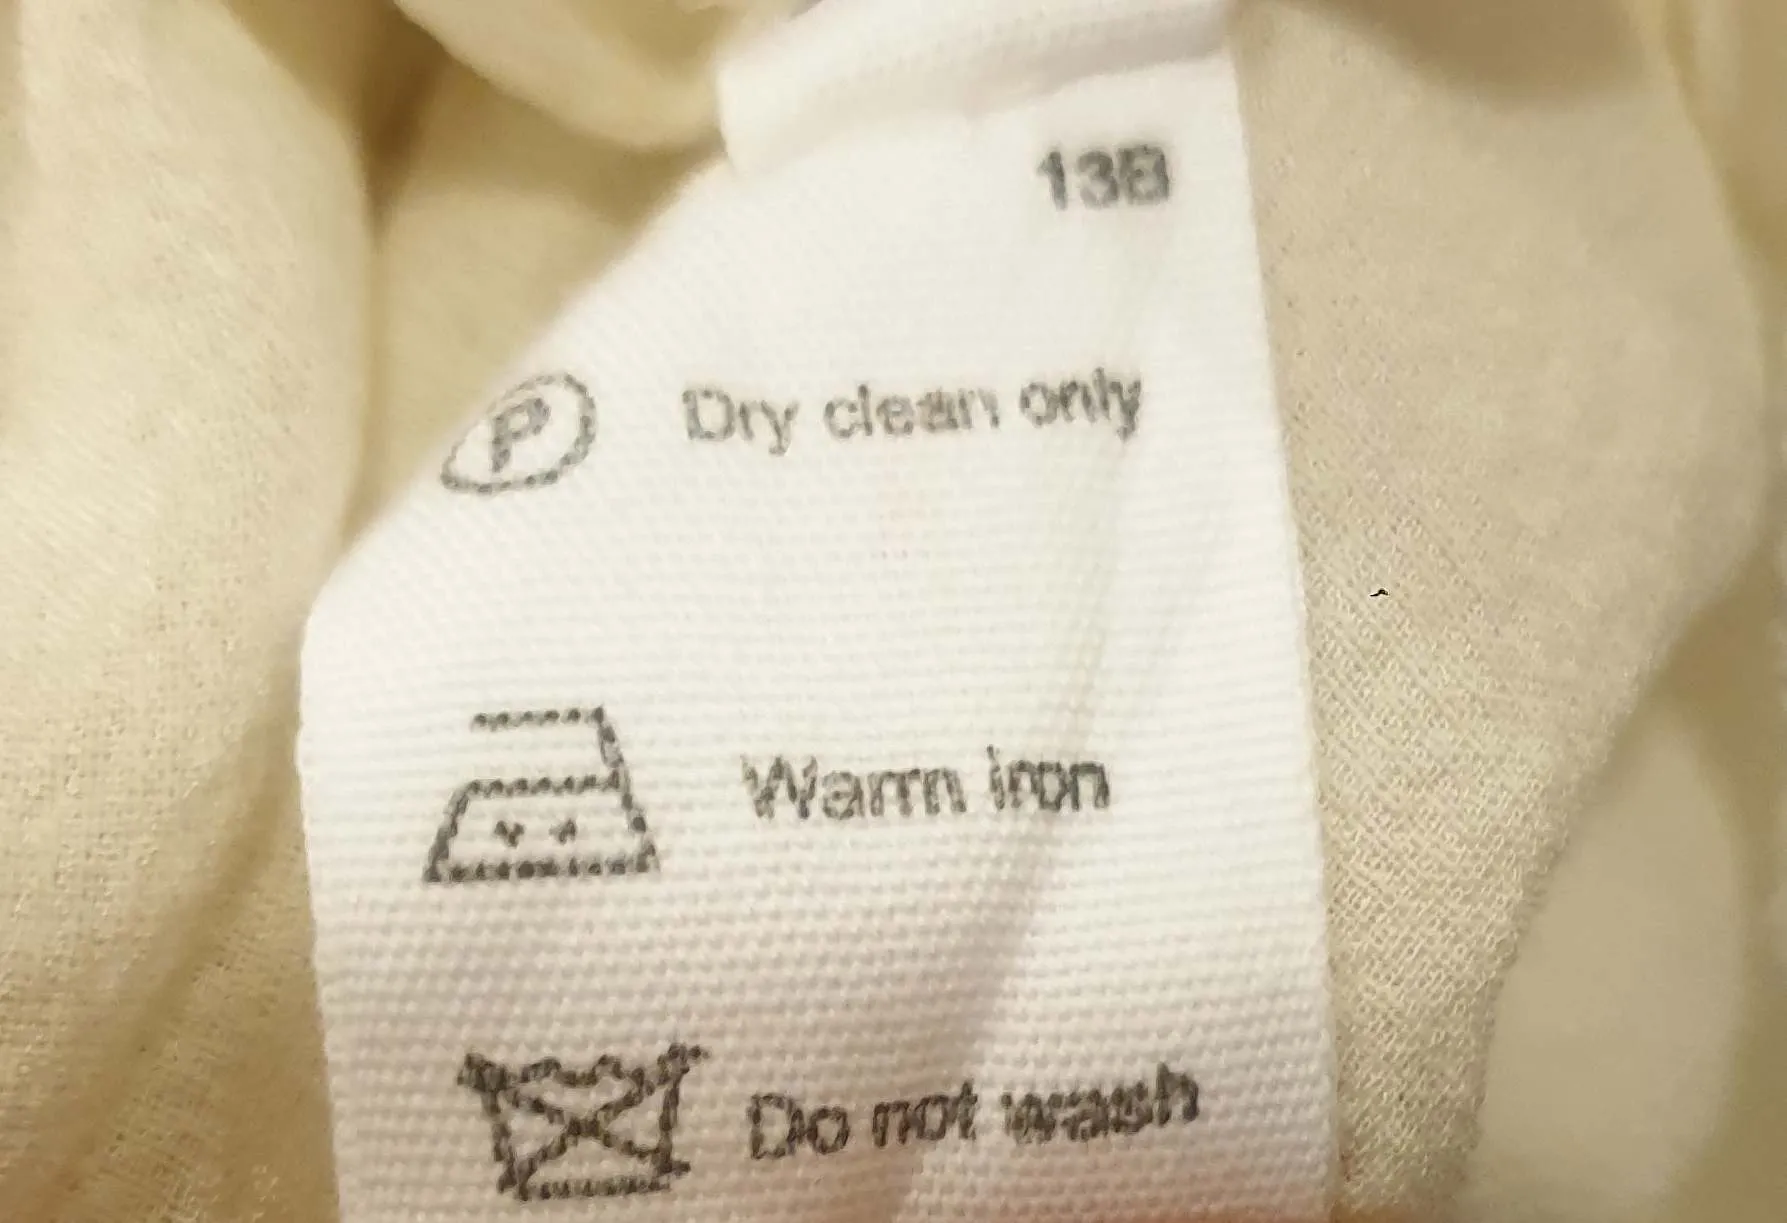 13B
P Dry clean only
Warm iron
Do not wash